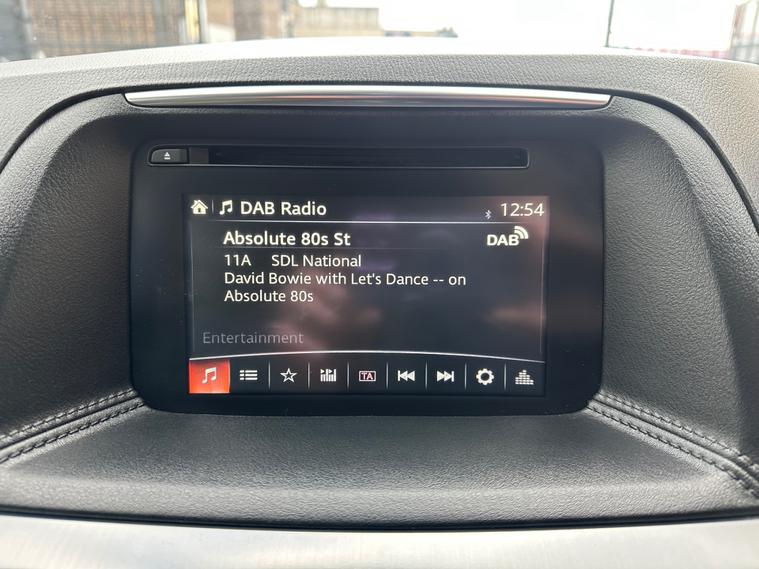 DAB Radio 12:54
Absolute 80s St DAB
11A SDL National
David Bowie with Let's Dance -- on
Absolute 80s
Entertainment
TA